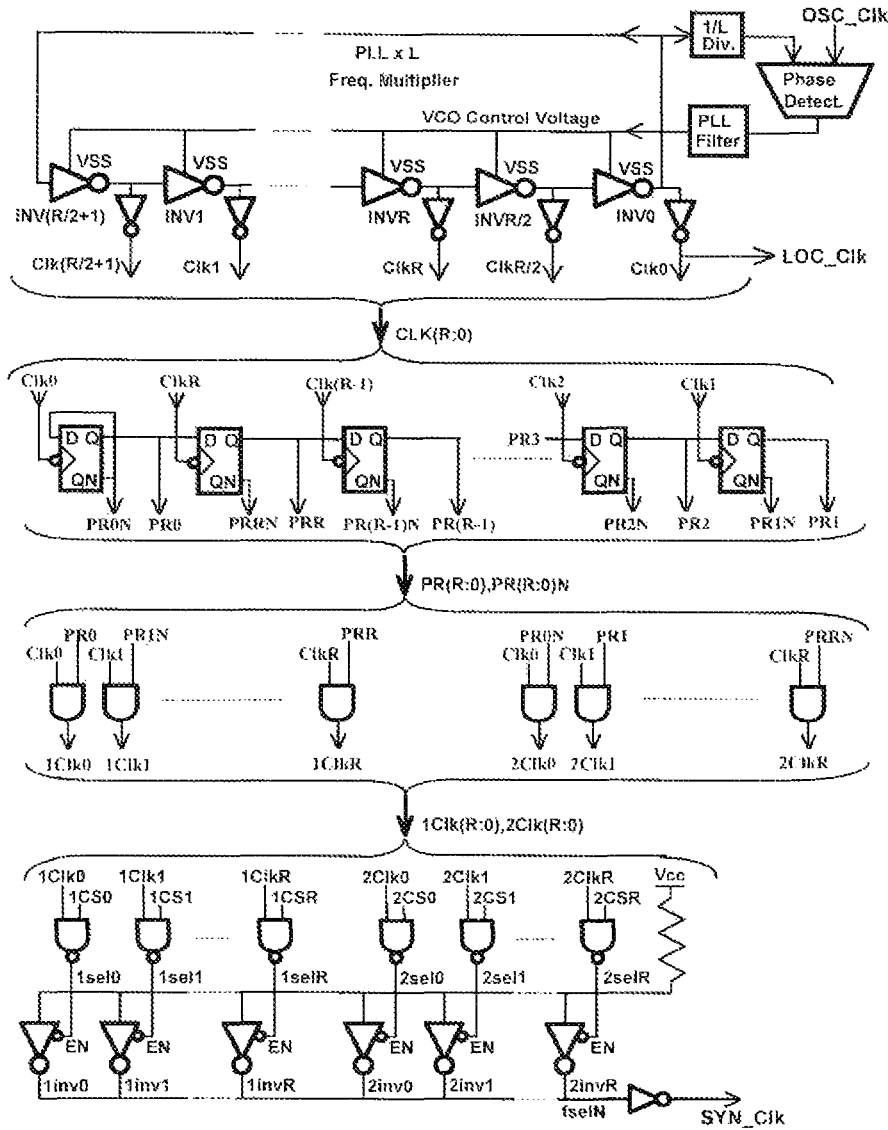 OSC_Clk
1/L
Div.
PLL x L
Freq. Multiplier
Phase
Detect.
VCO Control Voltage
PLL
Filter
VSS VSS VSS VSS VSS
INV(R/2+1) INV1 INVR INVR/2 INV0
Clk(R/2+1) Clk1 ClkR ClkR/2 Clk0 LOC_Clk
CLK(R:0)
Clk0 ClkR Clk(R-1) Clk2 Clk1
D Q D Q D Q PR3 D Q D Q
QN QN QN QN QN
PR0N PR0 PRRN PRR PR(R-1)N PR(R-1) PR2N PR2 PR1N PR1
PR(R:0),PR(R:0)N
PR0 PR1N PRR PR0N PR1 PRRN
Clk0 Clk1 ClkR Clk0 Clk1 ClkR
1Clk0 1Clk1 1ClkR 2Clk0 2Clk1 2ClkR
1Clk(R:0),2Clk(R:0)
1Clk0 1Clk1 1ClkR 2Clk0 2Clk1 2ClkR Vcc
1CS0 1CS1 1CSR 2CS0 2CS1 2CSR
1sel0 1sel1 1selR 2sel0 2sel1 2selR
EN EN EN EN EN EN
1inv0 1inv1 1invR 2inv0 2inv1 2invR
fselN
SYN_Clk